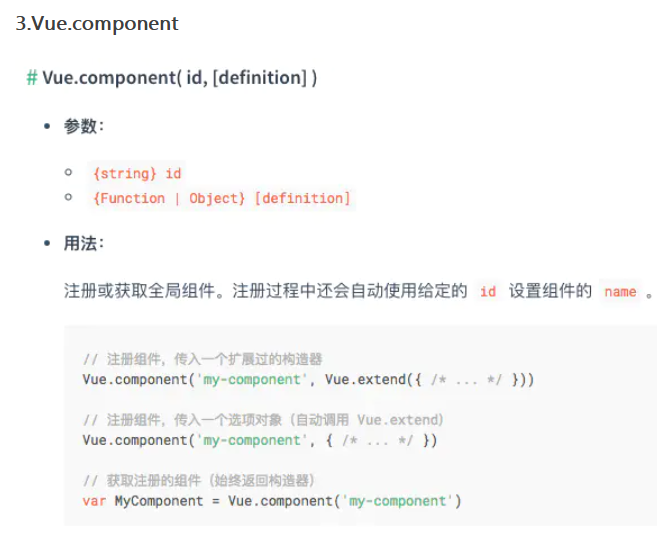 3.Vue.component
# Vue.component( id, [definition] )
• 参数：
○ {string} id
○ {Function | Object} [definition]
• 用法：
注册或获取全局组件。注册过程中还会自动使用给定的 id 设置组件的 name 。
// 注册组件，传入一个扩展过的构造器
Vue.component('my-component', Vue.extend({ /* ... */ }))
// 注册组件，传入一个选项对象（自动调用 Vue.extend）
Vue.component('my-component', { /* ... */ })
// 获取注册的组件（始终返回构造器）
var MyComponent = Vue.component('my-component')